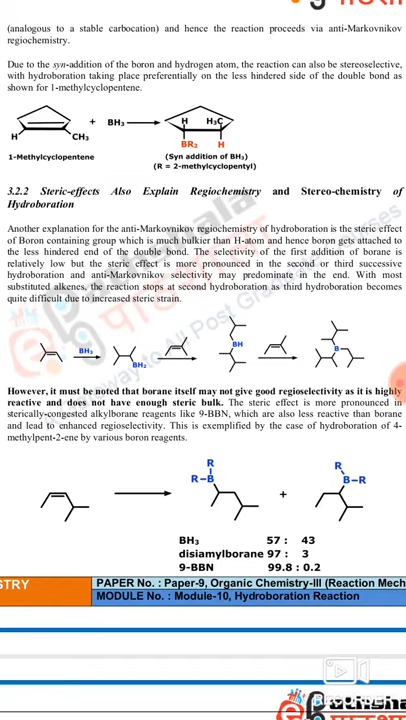 (analogous to a stable carbocation) and hence the reaction proceeds via anti-Markovnikov
regiochemistry.
Due to the syn-addition of the boron and hydrogen atom, the reaction can also be stereoselective,
with hydroboration taking place preferentially on the less hindered side of the double bond as
shown for 1-methylcyclopentene.
H CH₃ + BH₃ H H₃C BR₂ H
1-Methylcyclopentene (Syn addition of BH₃)
(R = 2-methylcyclopentyl)
3.2.2 Steric-effects Also Explain Regiochemistry and Stereo-chemistry of
Hydroboration
Another explanation for the anti-Markovnikov regiochemistry of hydroboration is the steric effect
of Boron containing group which is much bulkier than H-atom and hence boron gets attached to
the less hindered end of the double bond. The selectivity of the first addition of borane is
relatively low but the steric effect is more pronounced in the second or third successive
hydroboration and anti-Markovnikov selectivity may predominate in the end. With most
substituted alkenes, the reaction stops at second hydroboration as third hydroboration becomes
quite difficult due to increased steric strain.
BH₃ BH₂ BH B
However, it must be noted that borane itself may not give good regioselectivity as it is highly
reactive and does not have enough steric bulk. The steric effect is more pronounced in
sterically-congested alkylborane reagents like 9-BBN, which are also less reactive than borane
and lead to enhanced regioselectivity. This is exemplified by the case of hydroboration of 4-
methylpent-2-ene by various boron reagents.
R R
R-B + B-R
BH₃ 57 : 43
disiamylborane 97 : 3
9-BBN 99.8 : 0.2
STRY PAPER No. : Paper-9, Organic Chemistry-III (Reaction Mech
MODULE No. : Module-10, Hydroboration Reaction